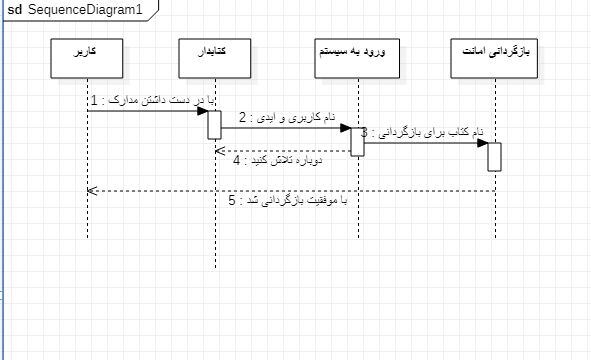 sd SequenceDiagram1
کاربر
کتابدار
ورود به سیستم
بازگردانی امانت
1 : با در دست داشتن مدارک
2 : نام کاربری و ایدی
3 : نام کتاب برای بازگردانی
4 : دوباره تلاش کنید
5 : با موفقیت بازگردانی شد